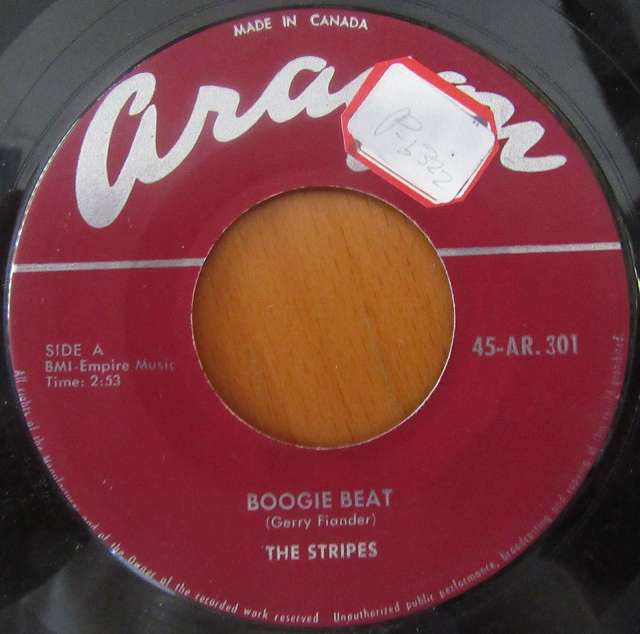 MADE IN CANADA
SIDE A
BMI-Empire Music
Time: 2:53
45-AR. 301
BOOGIE BEAT
(Gerry Fiander)
THE STRIPES
All rights of the Manufacturer and of the Owner of the recorded work reserved Unauthorized public performance, broadcasting and copying of this record prohibited